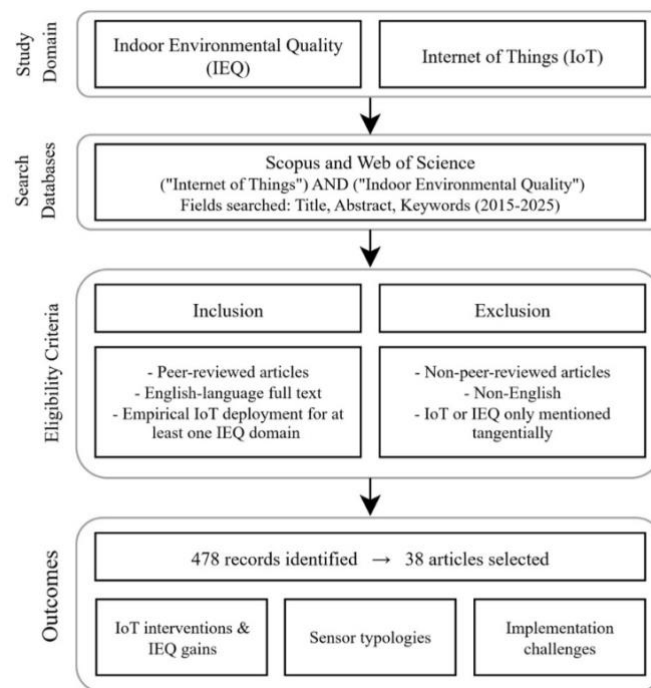 Study
Domain
Indoor Environmental Quality
(IEQ)
Internet of Things (IoT)
Search
Databases
Scopus and Web of Science
("Internet of Things") AND ("Indoor Environmental Quality")
Fields searched: Title, Abstract, Keywords (2015-2025)
Eligibility Criteria
Inclusion
Exclusion
- Peer-reviewed articles
- English-language full text
- Empirical IoT deployment for at
least one IEQ domain
- Non-peer-reviewed articles
- Non-English
- IoT or IEQ only mentioned
tangentially
Outcomes
478 records identified → 38 articles selected
IoT interventions &
IEQ gains
Sensor typologies
Implementation
challenges